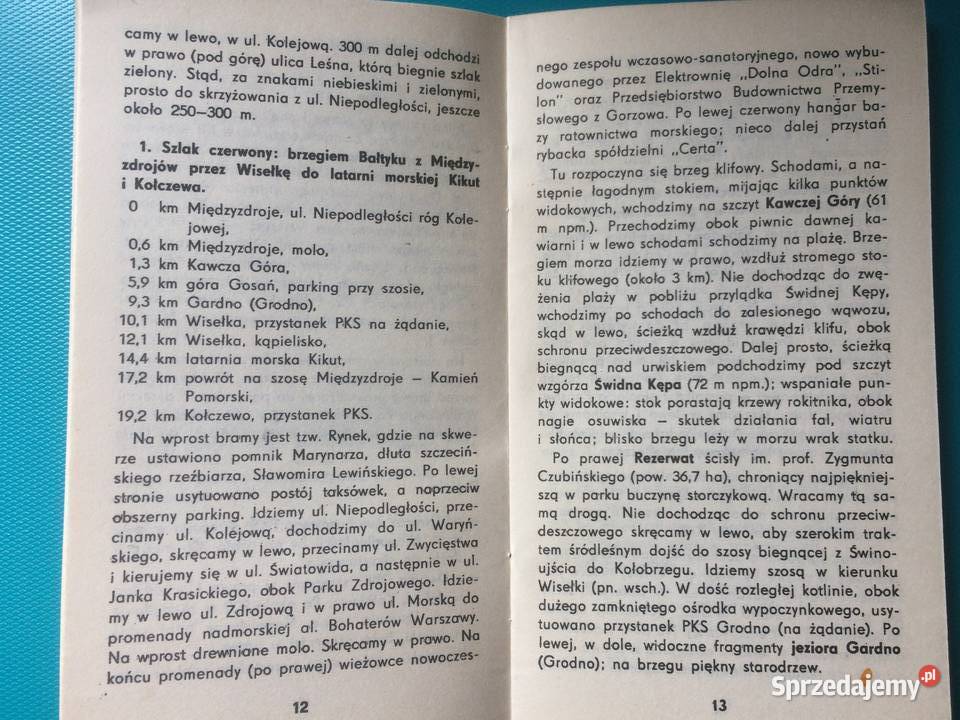 camy w lewo, w ul. Kolejową. 300 m dalej odchodzi
w prawo (pod górę) ulica Leśna, którą biegnie szlak
zielony. Stąd, za znakami niebieskimi i zielonymi,
prosto do skrzyżowania z ul. Niepodległości, jeszcze
około 250—300 m.
1. Szlak czerwony: brzegiem Bałtyku z Między-
zdrojów przez Wisełkę do latarni morskiej Kikut
i Kołczewa.
0 km Międzyzdroje, ul. Niepodległości róg Kole-
jowej,
0,6 km Międzyzdroje, molo,
1,3 km Kawcza Góra,
5,9 km góra Gosań, parking przy szosie,
9,3 km Gardno (Grodno),
10,1 km Wisełka, przystanek PKS na żądanie,
12,1 km Wisełka, kąpielisko,
14,4 km latarnia morska Kikut,
17,2 km powrót na szosę Międzyzdroje — Kamień
Pomorski,
19,2 km Kołczewo, przystanek PKS.
Na wprost bramy jest tzw. Rynek, gdzie na skwe-
rze ustawiono pomnik Marynarza, dłuta szczeciń-
skiego rzeźbiarza, Sławomira Lewińskiego. Po lewej
stronie usytuowano postój taksówek, a naprzeciw
obszerny parking. Idziemy ul. Niepodległości, prze-
cinamy ul. Kolejową, dochodzimy do ul. Waryń-
skiego, skręcamy w lewo, przecinamy ul. Zwycięstwa
i kierujemy się w ul. Światowida, a następnie w ul.
Janka Krasickiego, obok Parku Zdrojowego. Idzie-
my w lewo ul. Zdrojową i w prawo ul. Morską do
promenady nadmorskiej al. Bohaterów Warszawy.
Na wprost drewniane molo. Skręcamy w prawo. Na
końcu promenady (po prawej) wieżowce nowoczes-
12
nego zespołu wczasowo-sanatoryjnego, nowo wybu-
dowanego przez Elektrownię „Dolna Odra”, „Sti-
lon” oraz Przedsiębiorstwo Budownictwa Przemy-
słowego z Gorzowa. Po lewej czerwony hangar ba-
zy ratownictwa morskiego; nieco dalej przystań
rybacka spółdzielni „Certa”.
Tu rozpoczyna się brzeg klifowy. Schodami, a na-
stępnie łagodnym stokiem, mijając kilka punktów
widokowych, wchodzimy na szczyt Kawczej Góry (61
m npm.). Przechodzimy obok piwnic dawnej ka-
wiarni i w lewo schodami schodzimy na plażę. Brze-
giem morza idziemy w prawo, wzdłuż stromego sto-
ku klifowego (około 3 km). Nie dochodząc do zwę-
żenia plaży w pobliżu przylądka Świdnej Kępy,
wchodzimy po schodach do zalesionego wąwozu,
skąd w lewo, ścieżką wzdłuż krawędzi klifu, obok
schronu przeciwdeszczowego. Dalej prosto, ścieżką
biegnącą nad urwiskiem podchodzimy pod szczyt
wzgórza Świdna Kępa (72 m npm.); wspaniałe pun-
kty widokowe: stok porastają krzewy rokitnika, obok
nagie osuwiska — skutek działania fal, wiatru
i słońca; blisko brzegu leży w morzu wrak statku.
Po prawej Rezerwat ścisły im. prof. Zygmunta
Czubińskiego (pow. 36,7 ha), chroniący najpiękniej-
szą w parku buczynę storczykową. Wracamy tą sa-
mą drogą. Nie dochodząc do schronu przeciw-
deszczowego skręcamy w lewo, aby szerokim trak-
tem śródleśnym dojść do szosy biegnącej z Świno-
ujścia do Kołobrzegu. Idziemy szosą w kierunku
Wisełki (pn. wsch.). W dość rozległej kotlinie, obok
dużego zamkniętego ośrodka wypoczynkowego, usy-
tuowano przystanek PKS Grodno (na żądanie). Po
lewej, w dole, widoczne fragmenty jeziora Gardno
(Grodno); na brzegu piękny starodrzew.
13
Sprzedajemy.pl